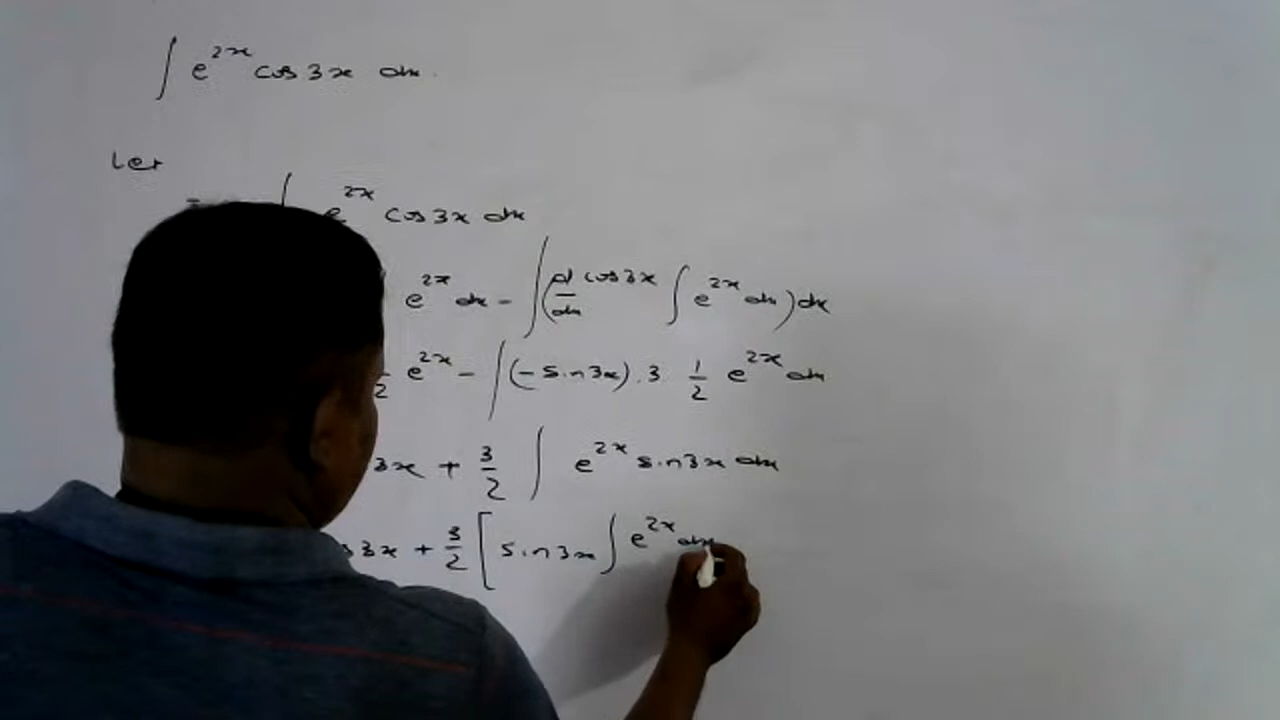 ∫ e^2x cos 3x dx.
Let
∫ e^2x cos 3x dx
e^2x dx - ∫ (d/dx cos 3x ∫ e^2x dx) dx
2 e^2x - ∫ (-sin 3x) . 3 1/2 e^2x dx
3x + 3/2 ∫ e^2x sin 3x dx
s 3x + 3/2 [ sin 3x ∫ e^2x dx